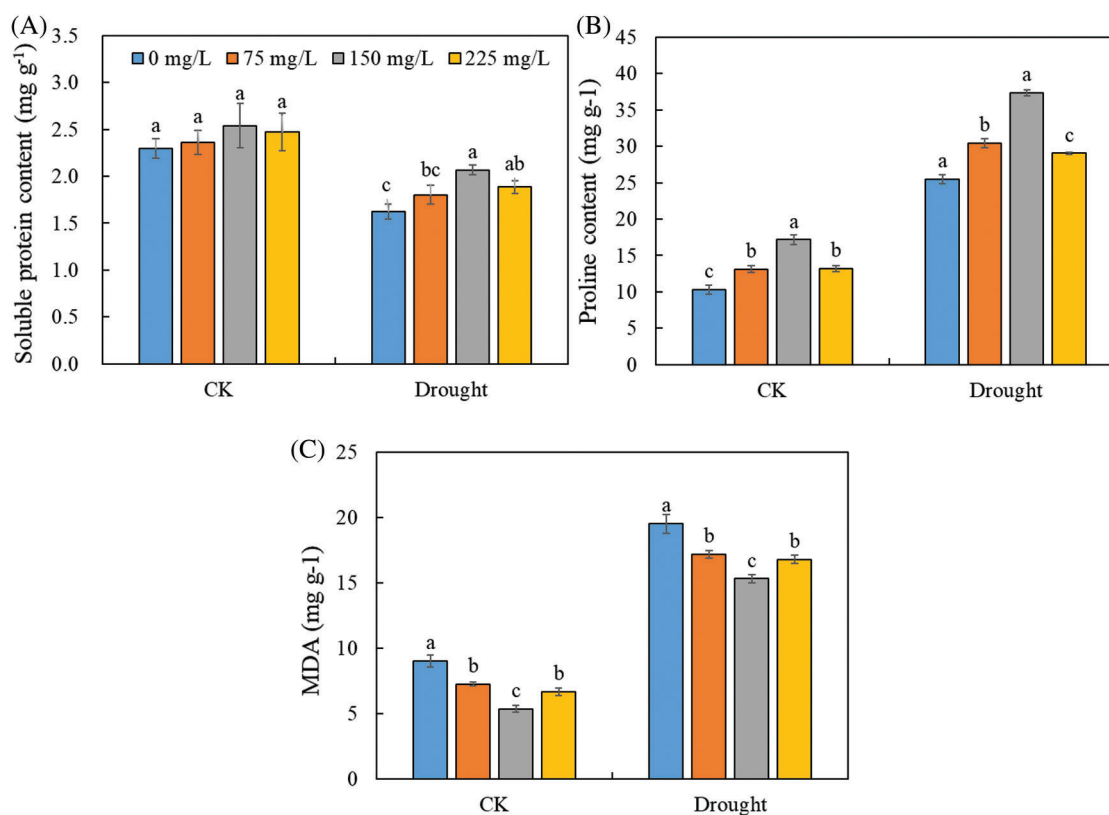 (A)
Soluble protein content (mg g⁻¹)
3.5
3.0
2.5
2.0
1.5
1.0
0.5
0.0
0 mg/L 75 mg/L 150 mg/L 225 mg/L
a a a a
c bc a ab
CK Drought
(B)
Proline content (mg g-1)
45
40
35
30
25
20
15
10
5
0
c b a b
a b a c
CK Drought
(C)
MDA (mg g-1)
25
20
15
10
5
0
a b c b
a b c b
CK Drought